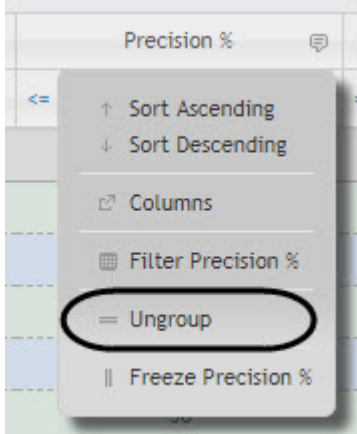 Precision %
<=
Sort Ascending
Sort Descending
Columns
Filter Precision %
Ungroup
Freeze Precision %